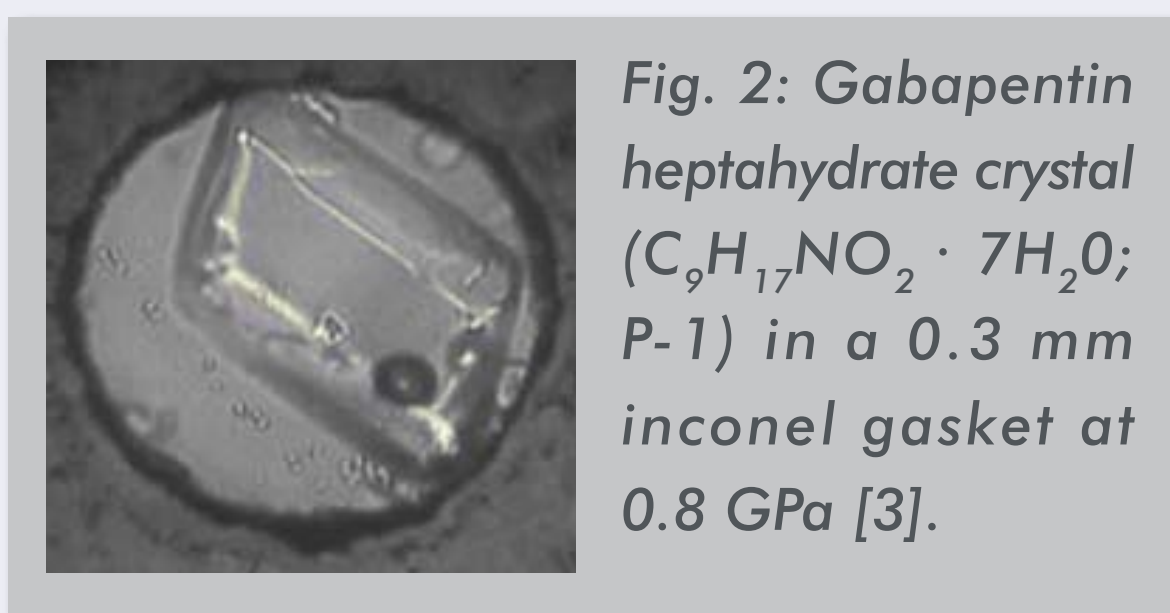 Fig. 2: Gabapentin
heptahydrate crystal
(C₉H₁₇NO₂ · 7H₂0;
P-1) in a 0.3 mm
inconel gasket at
0.8 GPa [3].